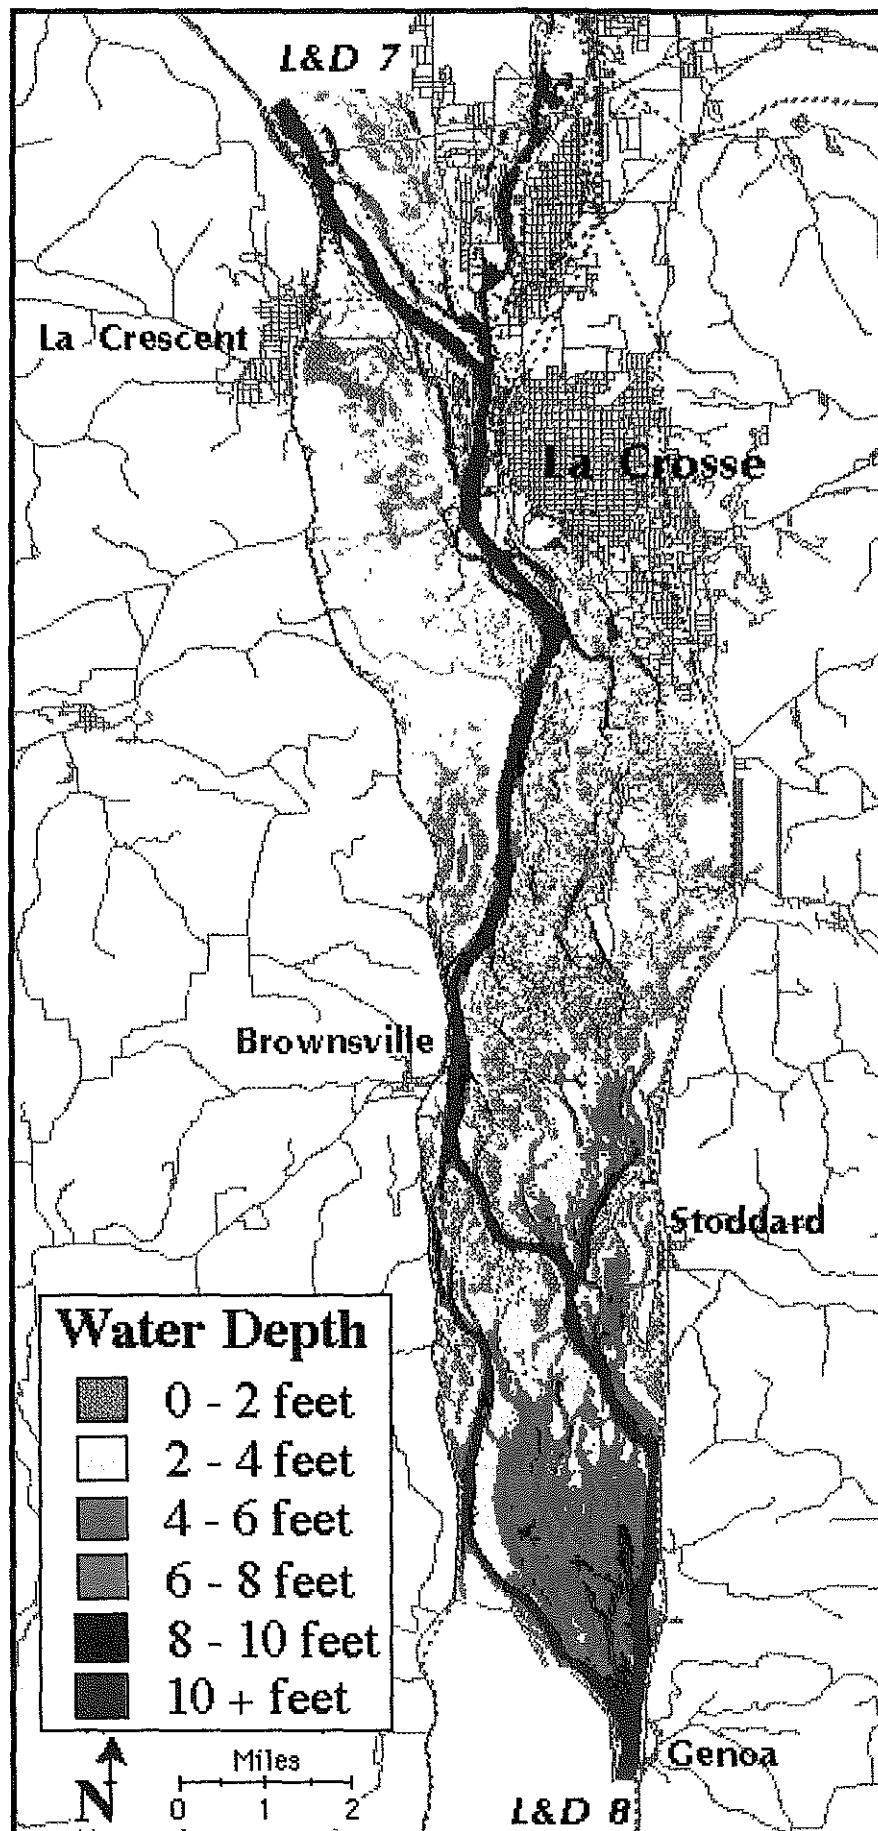 L&D 7
La Crescent
La Crosse
Brownsville
Stoddard
Water Depth
0 - 2 feet
2 - 4 feet
4 - 6 feet
6 - 8 feet
8 - 10 feet
10 + feet
Genoa
Miles
N
0 1 2
L&D 8